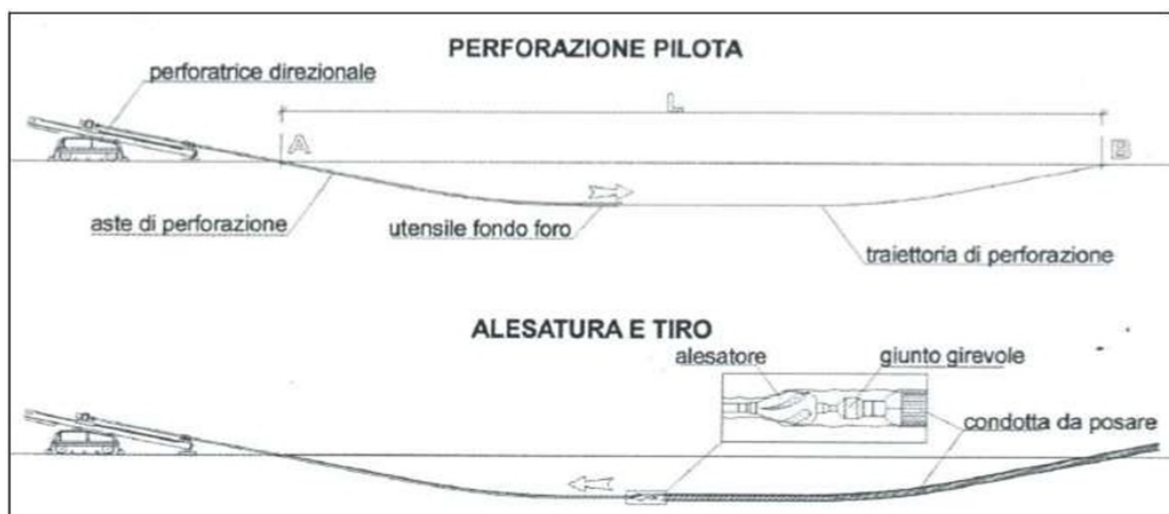 PERFORAZIONE PILOTA
perforatrice direzionale
L
A
B
aste di perforazione
utensile fondo foro
traiettoria di perforazione
ALESATURA E TIRO
alesatore
giunto girevole
condotta da posare